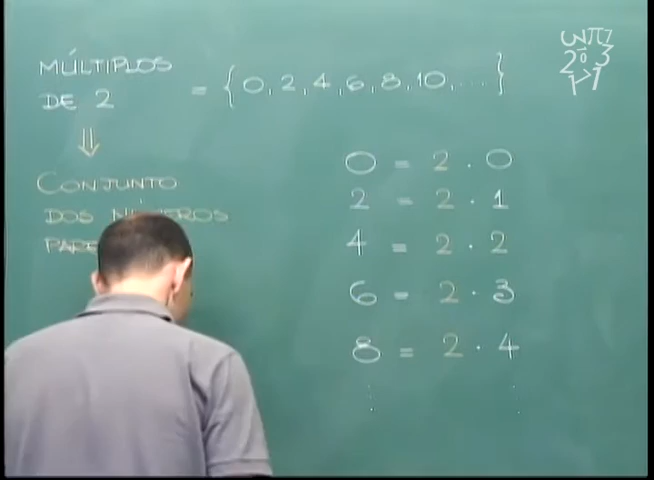 MÚLTIPLOS
DE 2 = {0, 2, 4, 6, 8, 10, ...}
⇓
CONJUNTO
DOS NÚMEROS
0 = 2 . 0
2 = 2 . 1
4 = 2 . 2
6 = 2 . 3
8 = 2 . 4